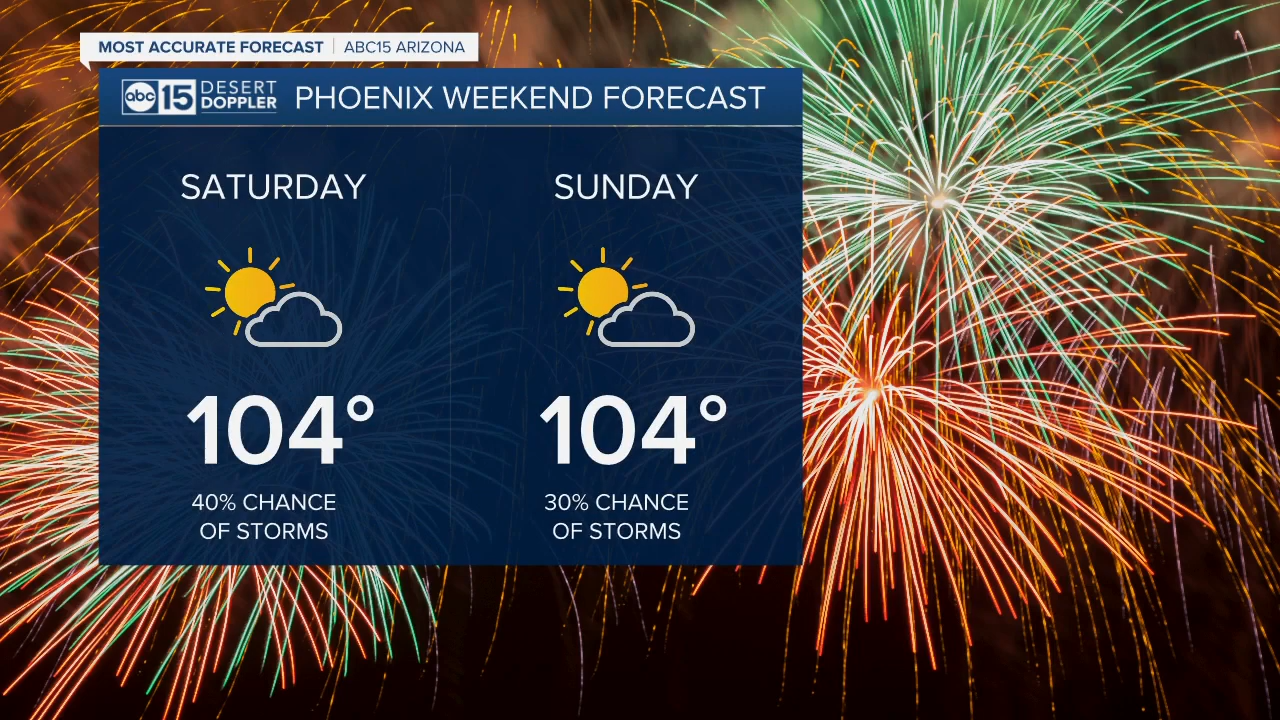 MOST ACCURATE FORECAST | ABC15 ARIZONA
abc 15 DESERT DOPPLER PHOENIX WEEKEND FORECAST
SATURDAY
104°
40% CHANCE
OF STORMS
SUNDAY
104°
30% CHANCE
OF STORMS